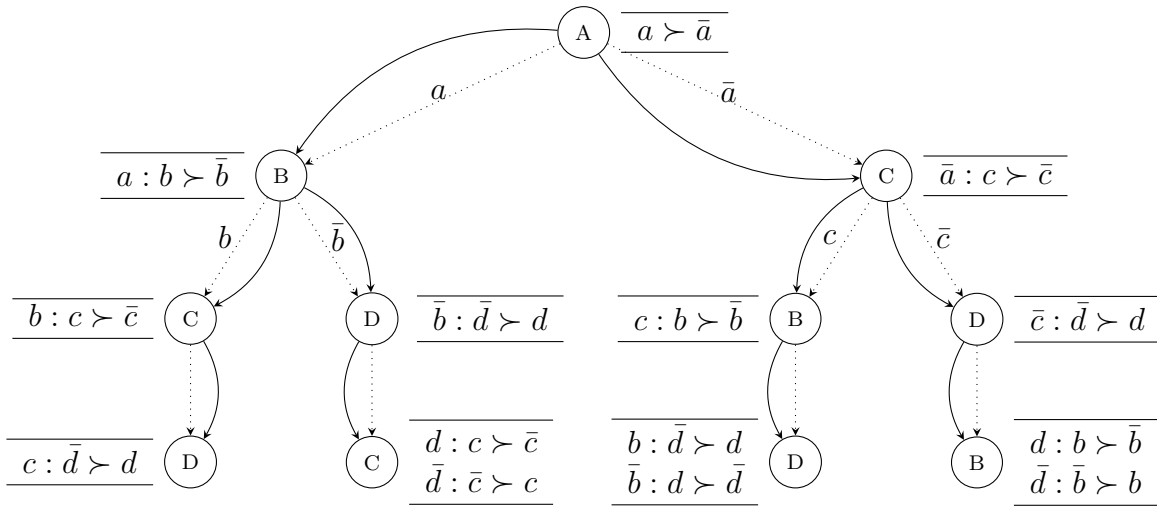 A
a ≻ ā
a
ā
a : b ≻ b̄
B
C
ā : c ≻ c̄
b
b̄
c
c̄
b : c ≻ c̄
C
D
b̄ : d̄ ≻ d
c : b ≻ b̄
B
D
c̄ : d̄ ≻ d
c : d̄ ≻ d
D
C
d : c ≻ c̄
d̄ : c̄ ≻ c
b : d̄ ≻ d
b̄ : d ≻ d̄
D
B
d : b ≻ b̄
d̄ : b̄ ≻ b